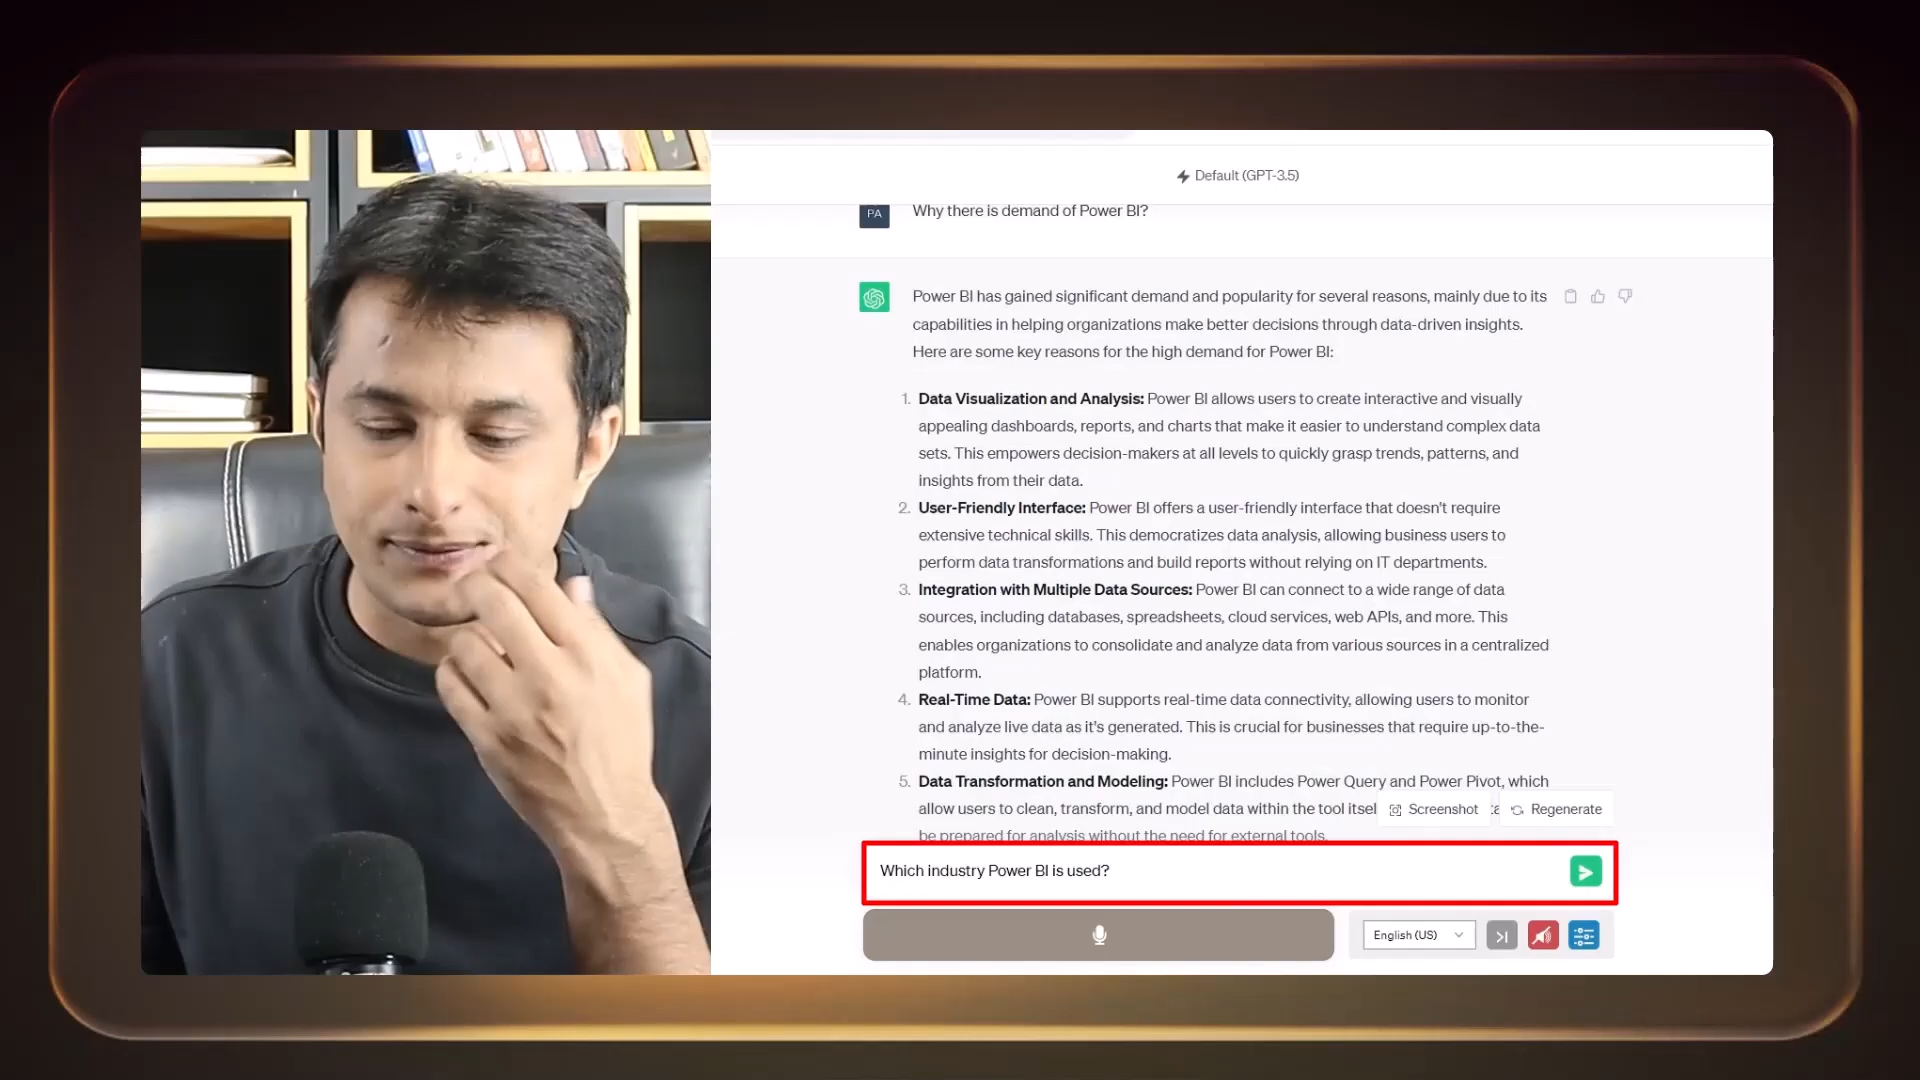 Default (GPT-3.5)
PA
Why there is demand of Power BI?
Power BI has gained significant demand and popularity for several reasons, mainly due to its
capabilities in helping organizations make better decisions through data-driven insights.
Here are some key reasons for the high demand for Power BI:
1. Data Visualization and Analysis: Power BI allows users to create interactive and visually
appealing dashboards, reports, and charts that make it easier to understand complex data
sets. This empowers decision-makers at all levels to quickly grasp trends, patterns, and
insights from their data.
2. User-Friendly Interface: Power BI offers a user-friendly interface that doesn't require
extensive technical skills. This democratizes data analysis, allowing business users to
perform data transformations and build reports without relying on IT departments.
3. Integration with Multiple Data Sources: Power BI can connect to a wide range of data
sources, including databases, spreadsheets, cloud services, web APIs, and more. This
enables organizations to consolidate and analyze data from various sources in a centralized
platform.
4. Real-Time Data: Power BI supports real-time data connectivity, allowing users to monitor
and analyze live data as it's generated. This is crucial for businesses that require up-to-the-
minute insights for decision-making.
5. Data Transformation and Modeling: Power BI includes Power Query and Power Pivot, which
allow users to clean, transform, and model data within the tool
Screenshot
Regenerate
be prepared for analysis without the need for external tools.
Which industry Power BI is used?
English (US)